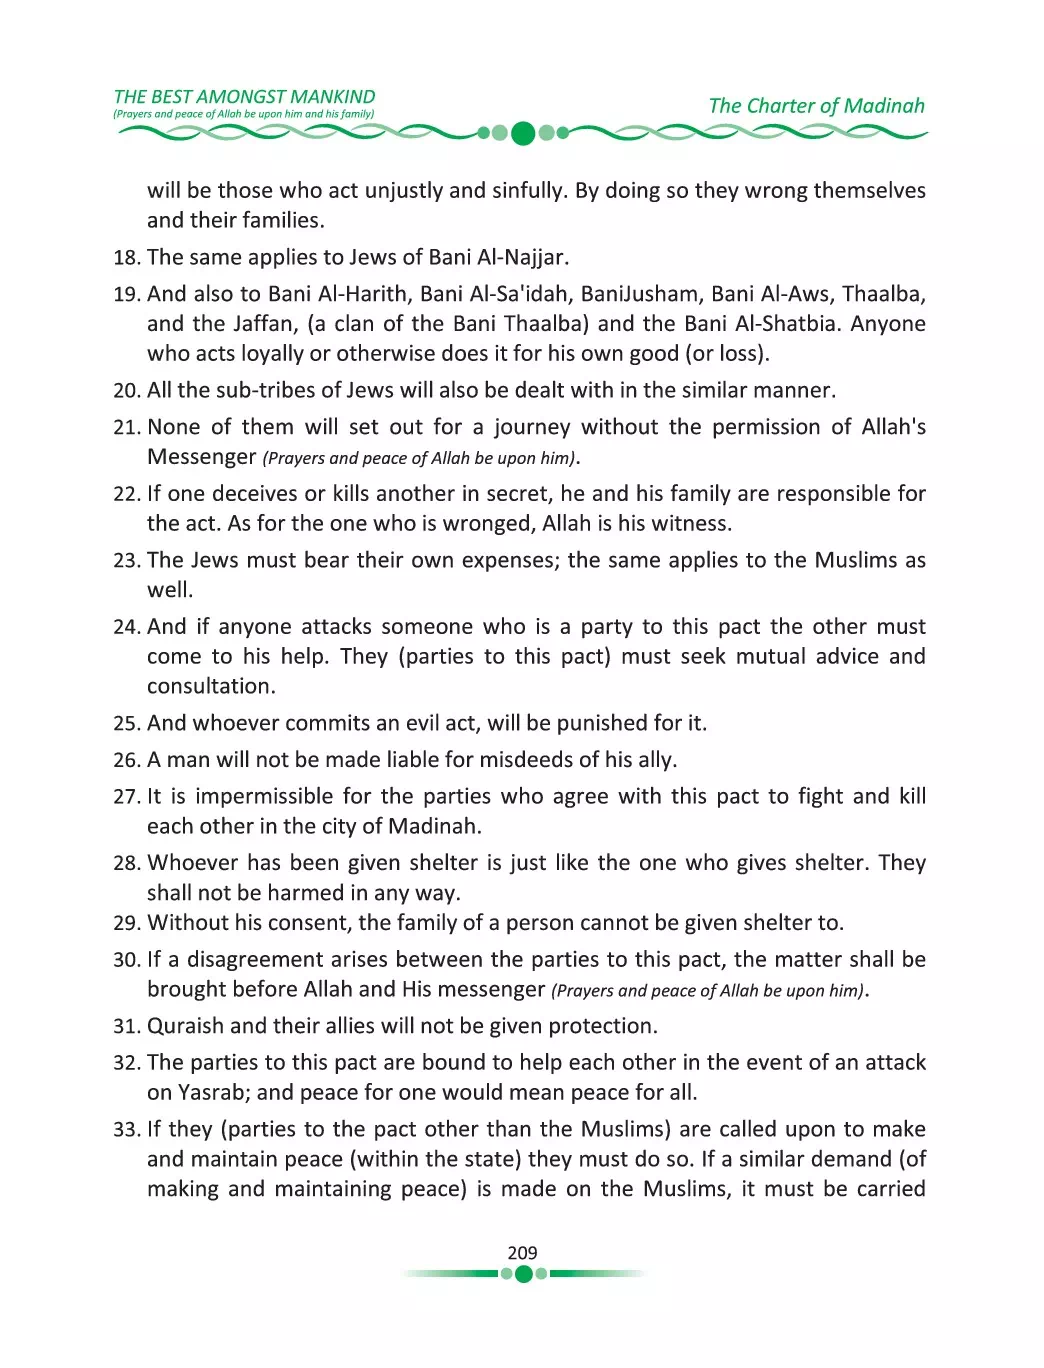 THE BEST AMONGST MANKIND
(Prayers and peace of Allah be upon him and his family)
The Charter of Madinah
will be those who act unjustly and sinfully. By doing so they wrong themselves
and their families.
18. The same applies to Jews of Bani Al-Najjar.
19. And also to Bani Al-Harith, Bani Al-Sa'idah, BaniJusham, Bani Al-Aws, Thaalba,
and the Jaffan, (a clan of the Bani Thaalba) and the Bani Al-Shatbia. Anyone
who acts loyally or otherwise does it for his own good (or loss).
20. All the sub-tribes of Jews will also be dealt with in the similar manner.
21. None of them will set out for a journey without the permission of Allah's
Messenger (Prayers and peace of Allah be upon him).
22. If one deceives or kills another in secret, he and his family are responsible for
the act. As for the one who is wronged, Allah is his witness.
23. The Jews must bear their own expenses; the same applies to the Muslims as
well.
24. And if anyone attacks someone who is a party to this pact the other must
come to his help. They (parties to this pact) must seek mutual advice and
consultation.
25. And whoever commits an evil act, will be punished for it.
26. A man will not be made liable for misdeeds of his ally.
27. It is impermissible for the parties who agree with this pact to fight and kill
each other in the city of Madinah.
28. Whoever has been given shelter is just like the one who gives shelter. They
shall not be harmed in any way.
29. Without his consent, the family of a person cannot be given shelter to.
30. If a disagreement arises between the parties to this pact, the matter shall be
brought before Allah and His messenger (Prayers and peace of Allah be upon him).
31. Quraish and their allies will not be given protection.
32. The parties to this pact are bound to help each other in the event of an attack
on Yasrab; and peace for one would mean peace for all.
33. If they (parties to the pact other than the Muslims) are called upon to make
and maintain peace (within the state) they must do so. If a similar demand (of
making and maintaining peace) is made on the Muslims, it must be carried
209